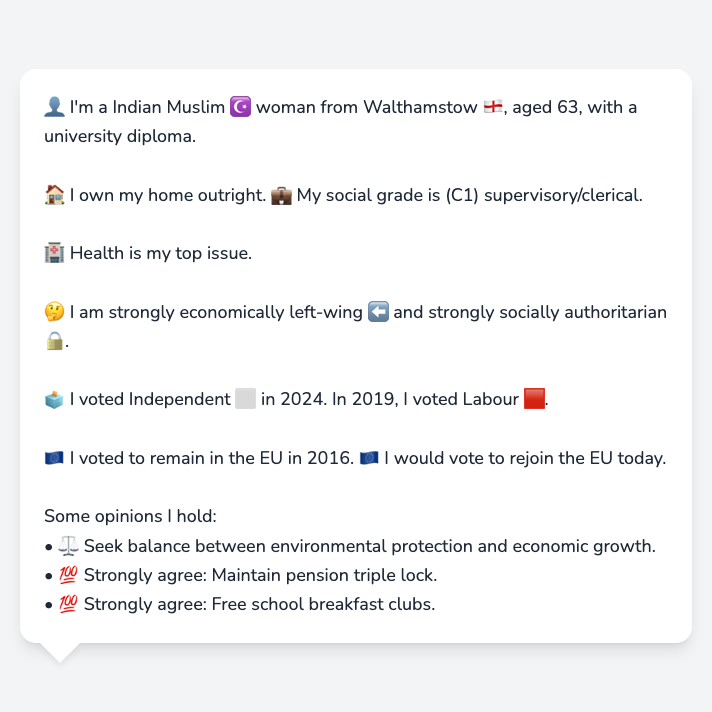 👤 I'm a Indian Muslim ☪️ woman from Walthamstow 🏴󠁧󠁢󠁥󠁮󠁧󠁿, aged 63, with a
university diploma.
🏠 I own my home outright. 💼 My social grade is (C1) supervisory/clerical.
🏥 Health is my top issue.
🤔 I am strongly economically left-wing ⬅️ and strongly socially authoritarian
🔒.
🗳️ I voted Independent ⬜ in 2024. In 2019, I voted Labour 🟥.
🇪🇺 I voted to remain in the EU in 2016. 🇪🇺 I would vote to rejoin the EU today.
Some opinions I hold:
• ⚖️ Seek balance between environmental protection and economic growth.
• 💯 Strongly agree: Maintain pension triple lock.
• 💯 Strongly agree: Free school breakfast clubs.